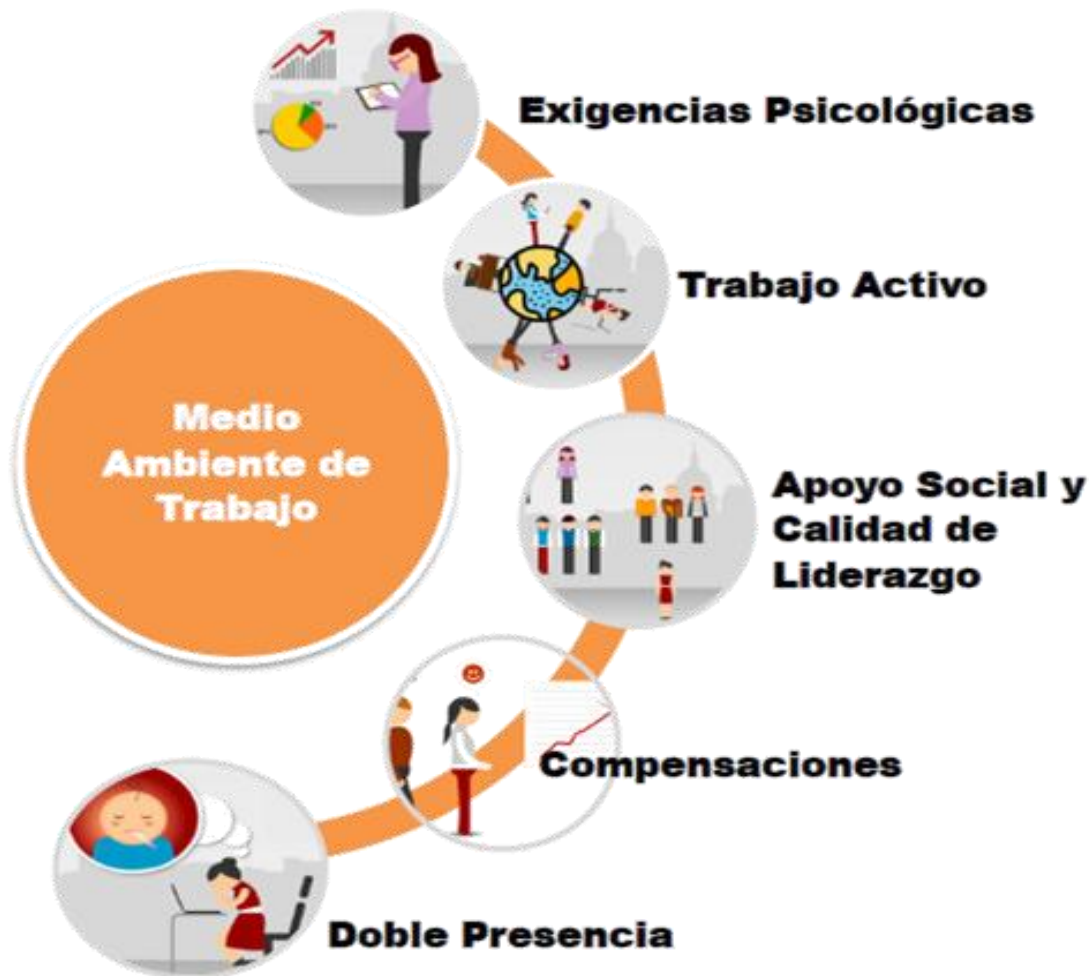 Exigencias Psicológicas
Trabajo Activo
Medio
Ambiente de
Trabajo
Apoyo Social y
Calidad de
Liderazgo
Compensaciones
Doble Presencia